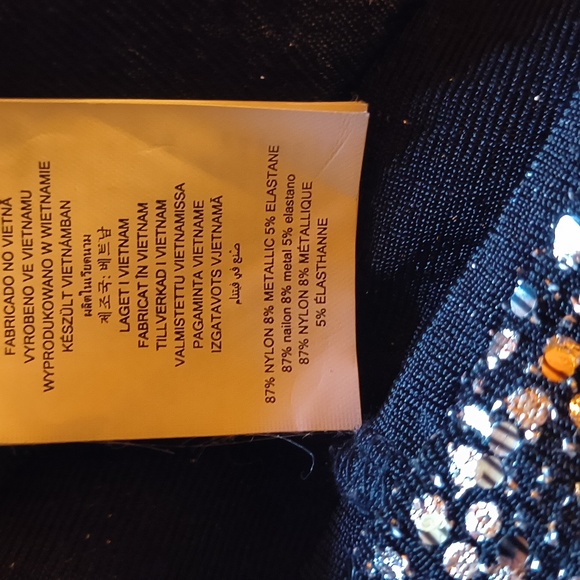 FABRICADO NO VIETNÃ
VYROBENO VE VIETNAMU
WYPRODUKOWANO W WIETNAMIE
KÉSZÜLT VIETNÁMBAN
ผลิตในเวียดนาม
제조국: 베트남
LAGET I VIETNAM
FABRICAT ÎN VIETNAM
TILLVERKAD I VIETNAM
VALMISTETTU VIETNAMISSA
PAGAMINTA VIETNAME
IZGATAVOTS VJETNAMĀ
صنع في فيتنام
87% NYLON 8% METALLIC 5% ELASTANE
87% nailon 8% metal 5% elastano
87% NYLON 8% MÉTALLIQUE
5% ÉLASTHANNE